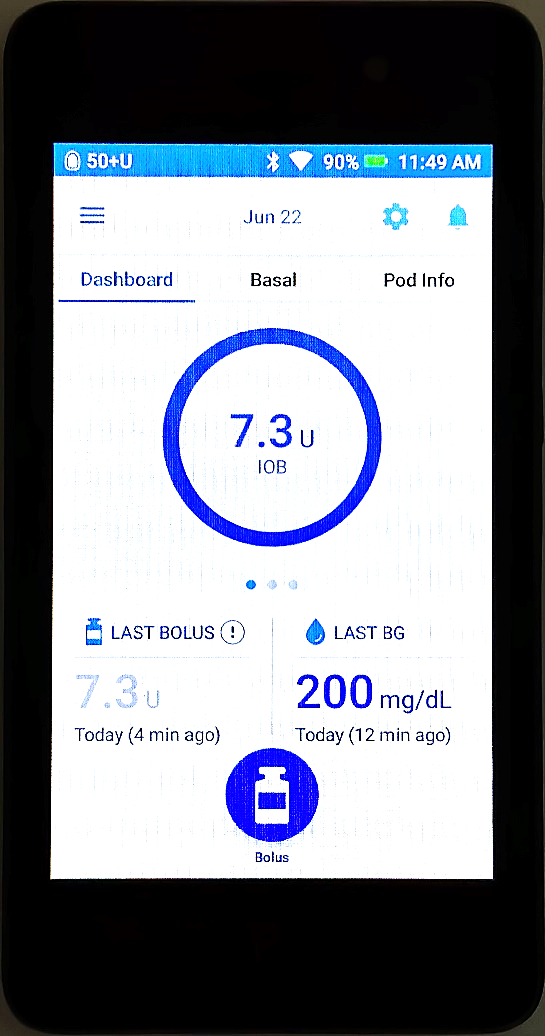 50+U 90% 11:49 AM
Jun 22
Dashboard Basal Pod Info
7.3 U
IOB
LAST BOLUS ! LAST BG
7.3 U 200 mg/dL
Today (4 min ago) Today (12 min ago)
Bolus